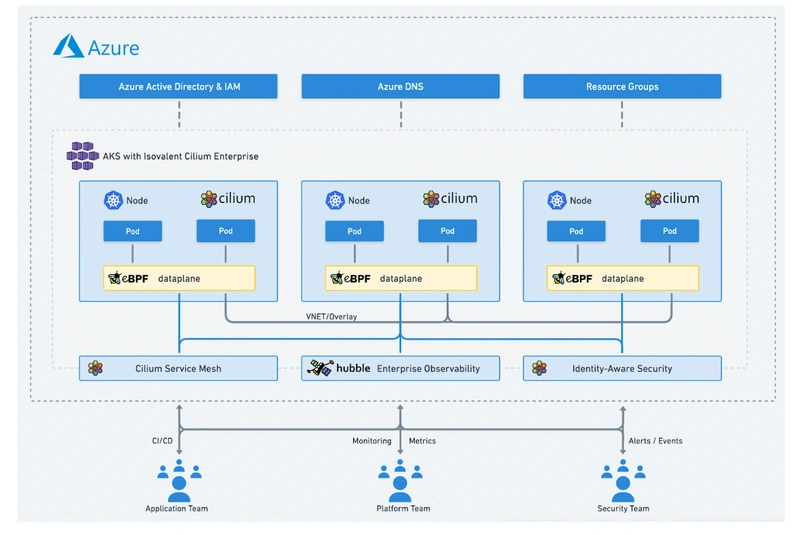 Azure
Azure Active Directory & IAM
Azure DNS
Resource Groups
AKS with Isovalent Cilium Enterprise
Node
cilium
Node
cilium
Node
cilium
Pod
Pod
Pod
Pod
Pod
Pod
eBPF dataplane
eBPF dataplane
eBPF dataplane
VNET/Overlay
Cilium Service Mesh
hubble Enterprise Observability
Identity-Aware Security
CI/CD
Monitoring
Metrics
Alerts / Events
Application Team
Platform Team
Security Team